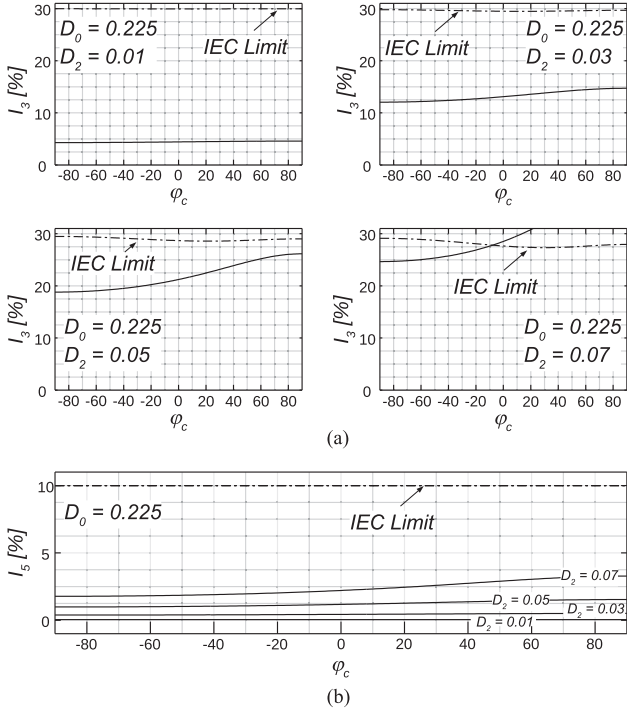 I3 [%]
30
20
10
0
D0 = 0.225
D2 = 0.01
IEC Limit
-80 -60 -40 -20 0 20 40 60 80
φc
I3 [%]
30
20
10
0
IEC Limit
D0 = 0.225
D2 = 0.03
-80 -60 -40 -20 0 20 40 60 80
φc
I3 [%]
30
20
10
0
IEC Limit
D0 = 0.225
D2 = 0.05
-80 -60 -40 -20 0 20 40 60 80
φc
I3 [%]
30
20
10
0
IEC Limit
D0 = 0.225
D2 = 0.07
-80 -60 -40 -20 0 20 40 60 80
φc
(a)
I5 [%]
10
5
0
D0 = 0.225
IEC Limit
D2 = 0.07
D2 = 0.05
D2 = 0.03
D2 = 0.01
-80 -60 -40 -20 0 20 40 60 80
φc
(b)